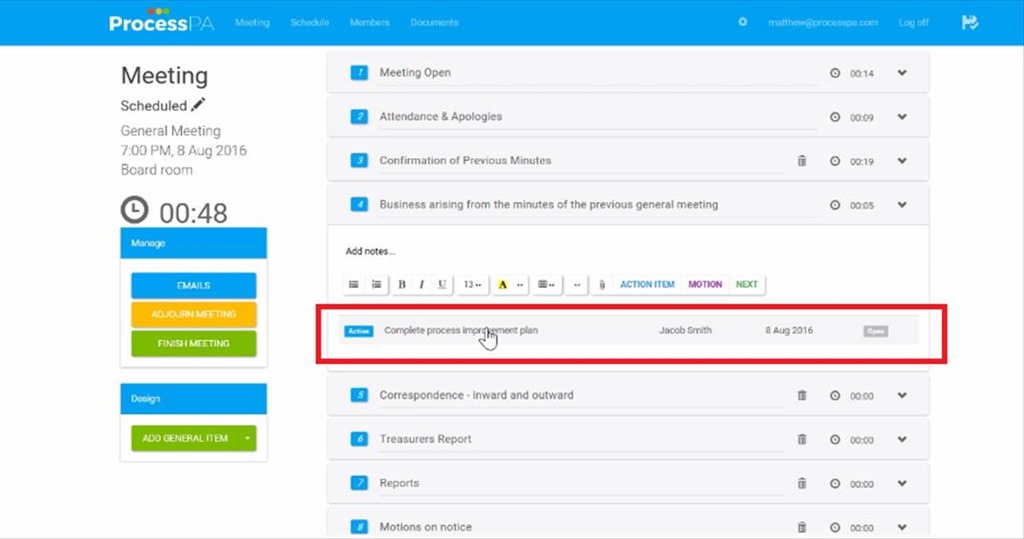 ProcessPA Meeting Schedule Members Documents matthew@processpa.com Log off
Meeting
Scheduled
General Meeting
7:00 PM, 8 Aug 2016
Board room
00:48
Manage
EMAILS
ADJOURN MEETING
FINISH MEETING
Design
ADD GENERAL ITEM
1 Meeting Open 00:14
2 Attendance & Apologies 00:09
3 Confirmation of Previous Minutes 00:19
4 Business arising from the minutes of the previous general meeting 00:05
Add notes...
B I U 13 A ACTION ITEM MOTION NEXT
Action Complete process improvement plan Jacob Smith 8 Aug 2016 Open
5 Correspondence - Inward and outward 00:00
6 Treasurers Report 00:00
7 Reports 00:00
8 Motions on notice 00:00